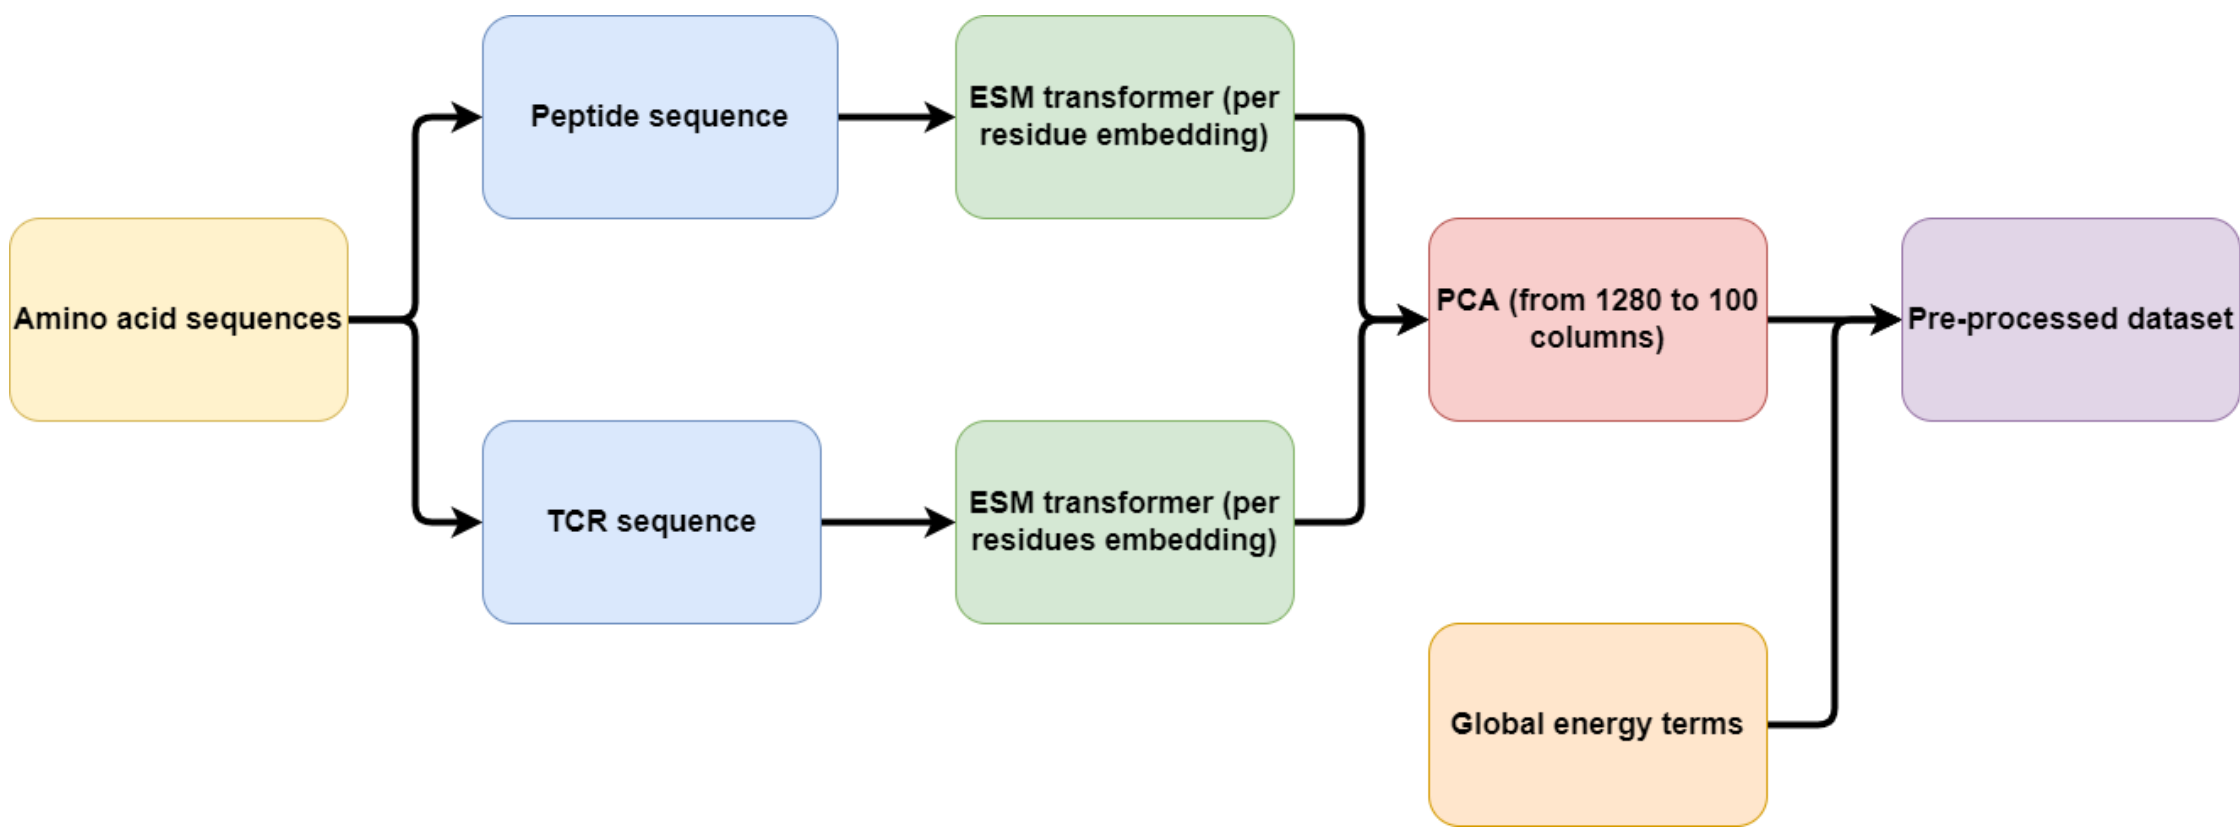 Peptide sequence
ESM transformer (per
residue embedding)
Amino acid sequences
PCA (from 1280 to 100
columns)
Pre-processed dataset
TCR sequence
ESM transformer (per
residues embedding)
Global energy terms